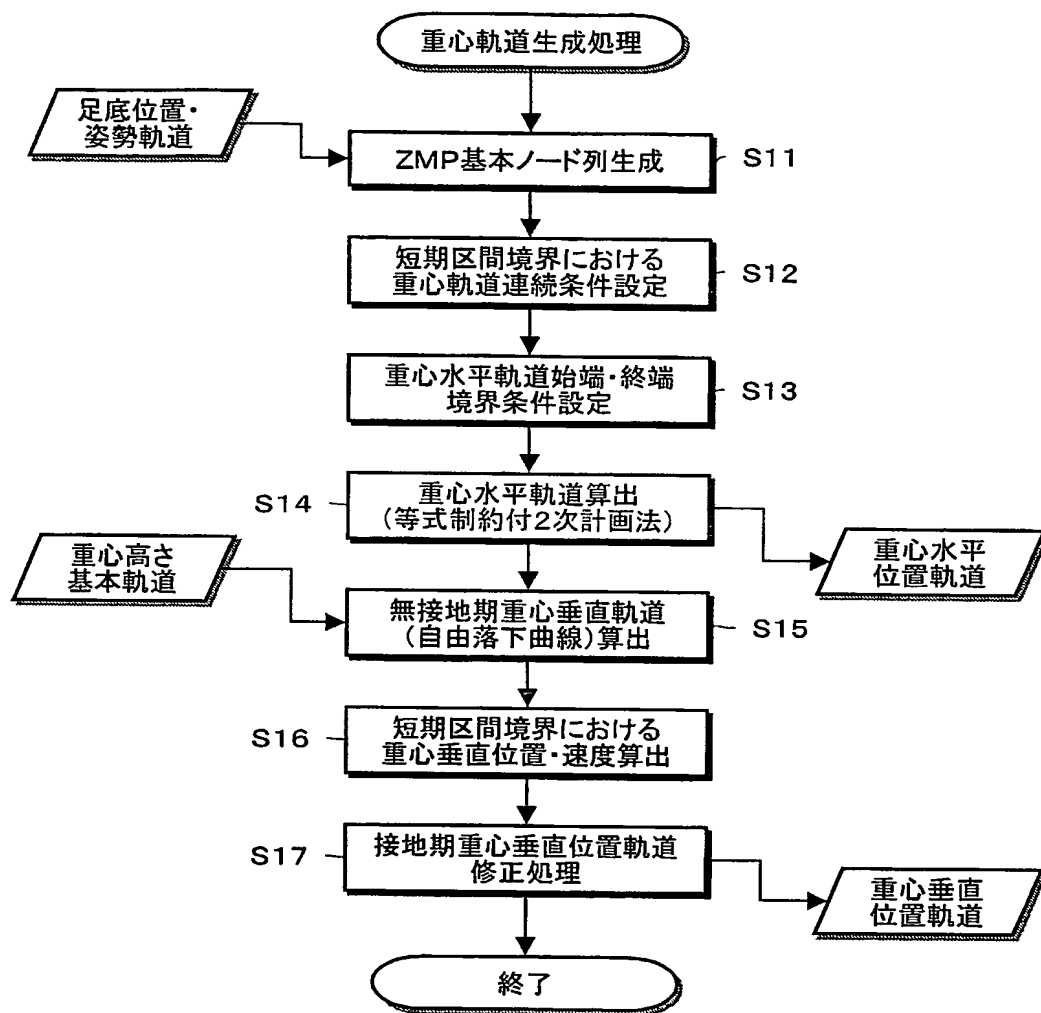 重心軌道生成処理
足底位置・
姿勢軌道
ZMP基本ノード列生成
S11
短期区間境界における
重心軌道連続条件設定
S12
重心水平軌道始端・終端
境界条件設定
S13
S14
重心水平軌道算出
(等式制約付2次計画法)
重心水平
位置軌道
重心高さ
基本軌道
無接地期重心垂直軌道
(自由落下曲線)算出
S15
S16
短期区間境界における
重心垂直位置・速度算出
S17
接地期重心垂直位置軌道
修正処理
重心垂直
位置軌道
終了